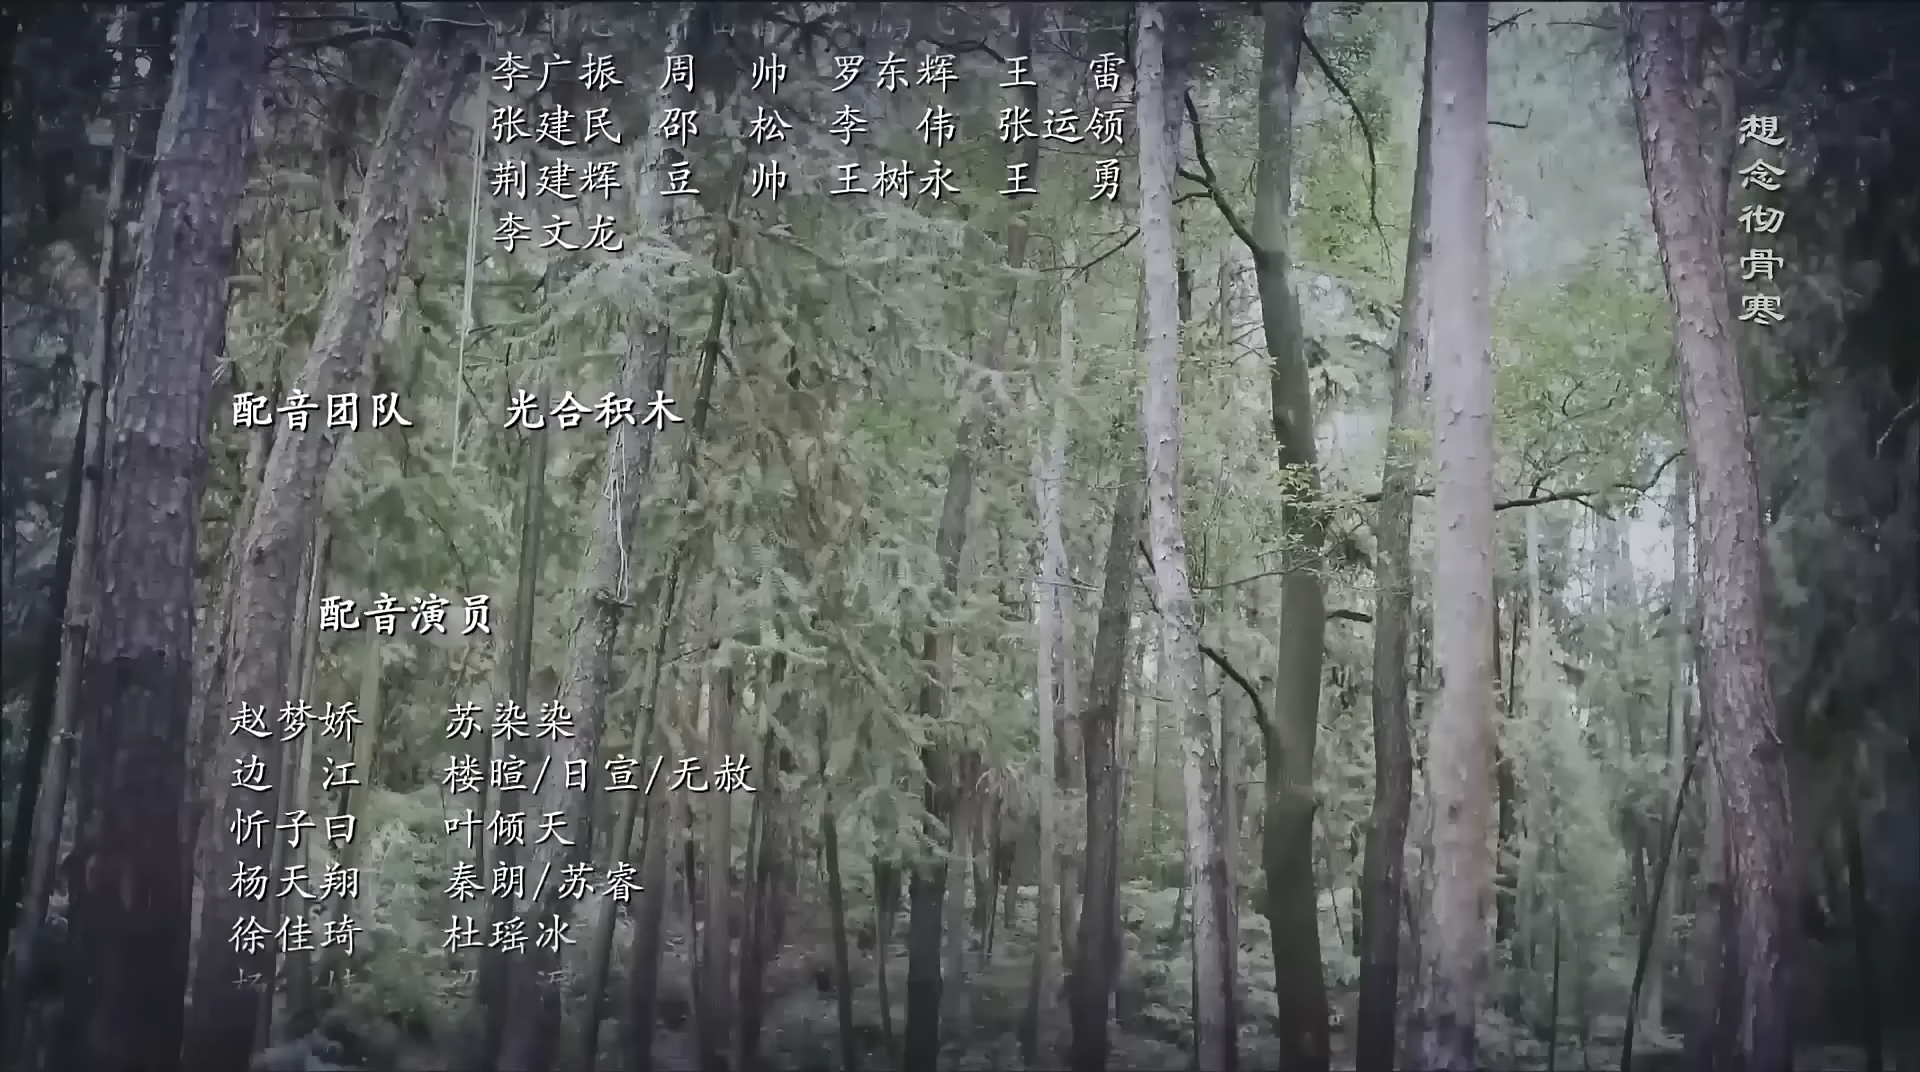 李广振 周帅 罗东辉 王雷
张建民 邵松 李伟 张运领
荆建辉 豆帅 王树永 王勇
李文龙
配音团队 光合积木
配音演员
赵梦娇 苏染染
边江 楼暄/日宣/无赦
忻子曰 叶倾天
杨天翔 秦朗/苏睿
徐佳琦 杜瑶冰
想念彻骨寒